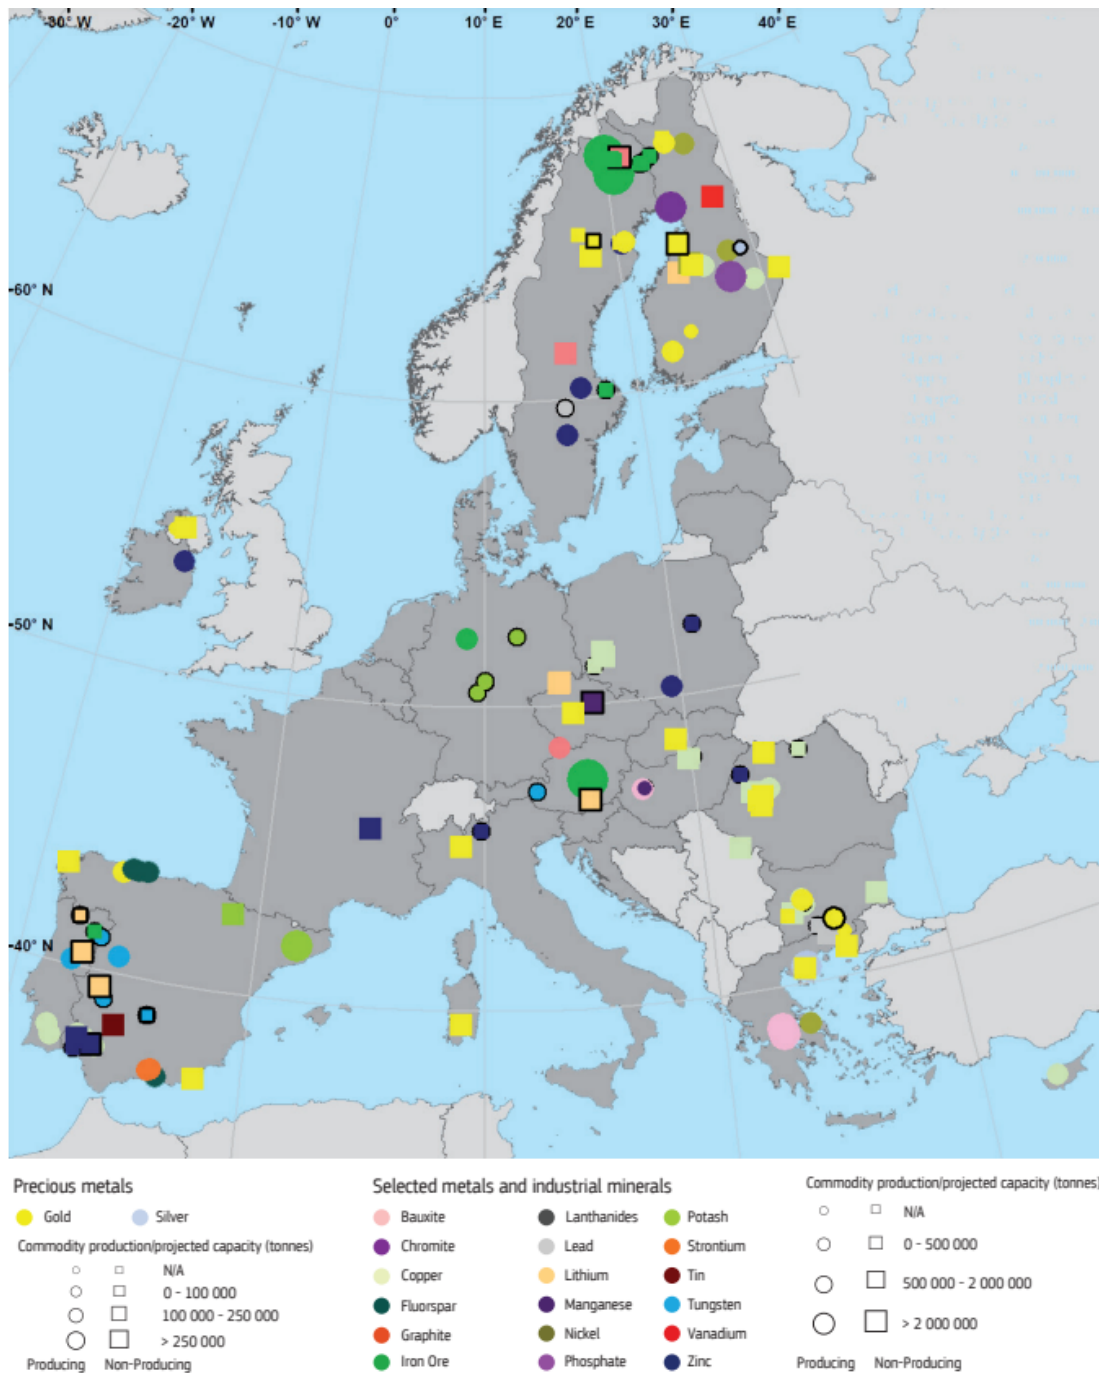 -30° W -20° W -10° W 0° 10° E 20° E 30° E 40° E
-60° N
-50° N
-40° N
Precious metals
Gold Silver
Commodity production/projected capacity (tonnes)
N/A
0 - 100 000
100 000 - 250 000
> 250 000
Producing Non-Producing
Selected metals and industrial minerals
Bauxite Lanthanides Potash
Chromite Lead Strontium
Copper Lithium Tin
Fluorspar Manganese Tungsten
Graphite Nickel Vanadium
Iron Ore Phosphate Zinc
Commodity production/projected capacity (tonnes)
N/A
0 - 500 000
500 000 - 2 000 000
> 2 000 000
Producing Non-Producing